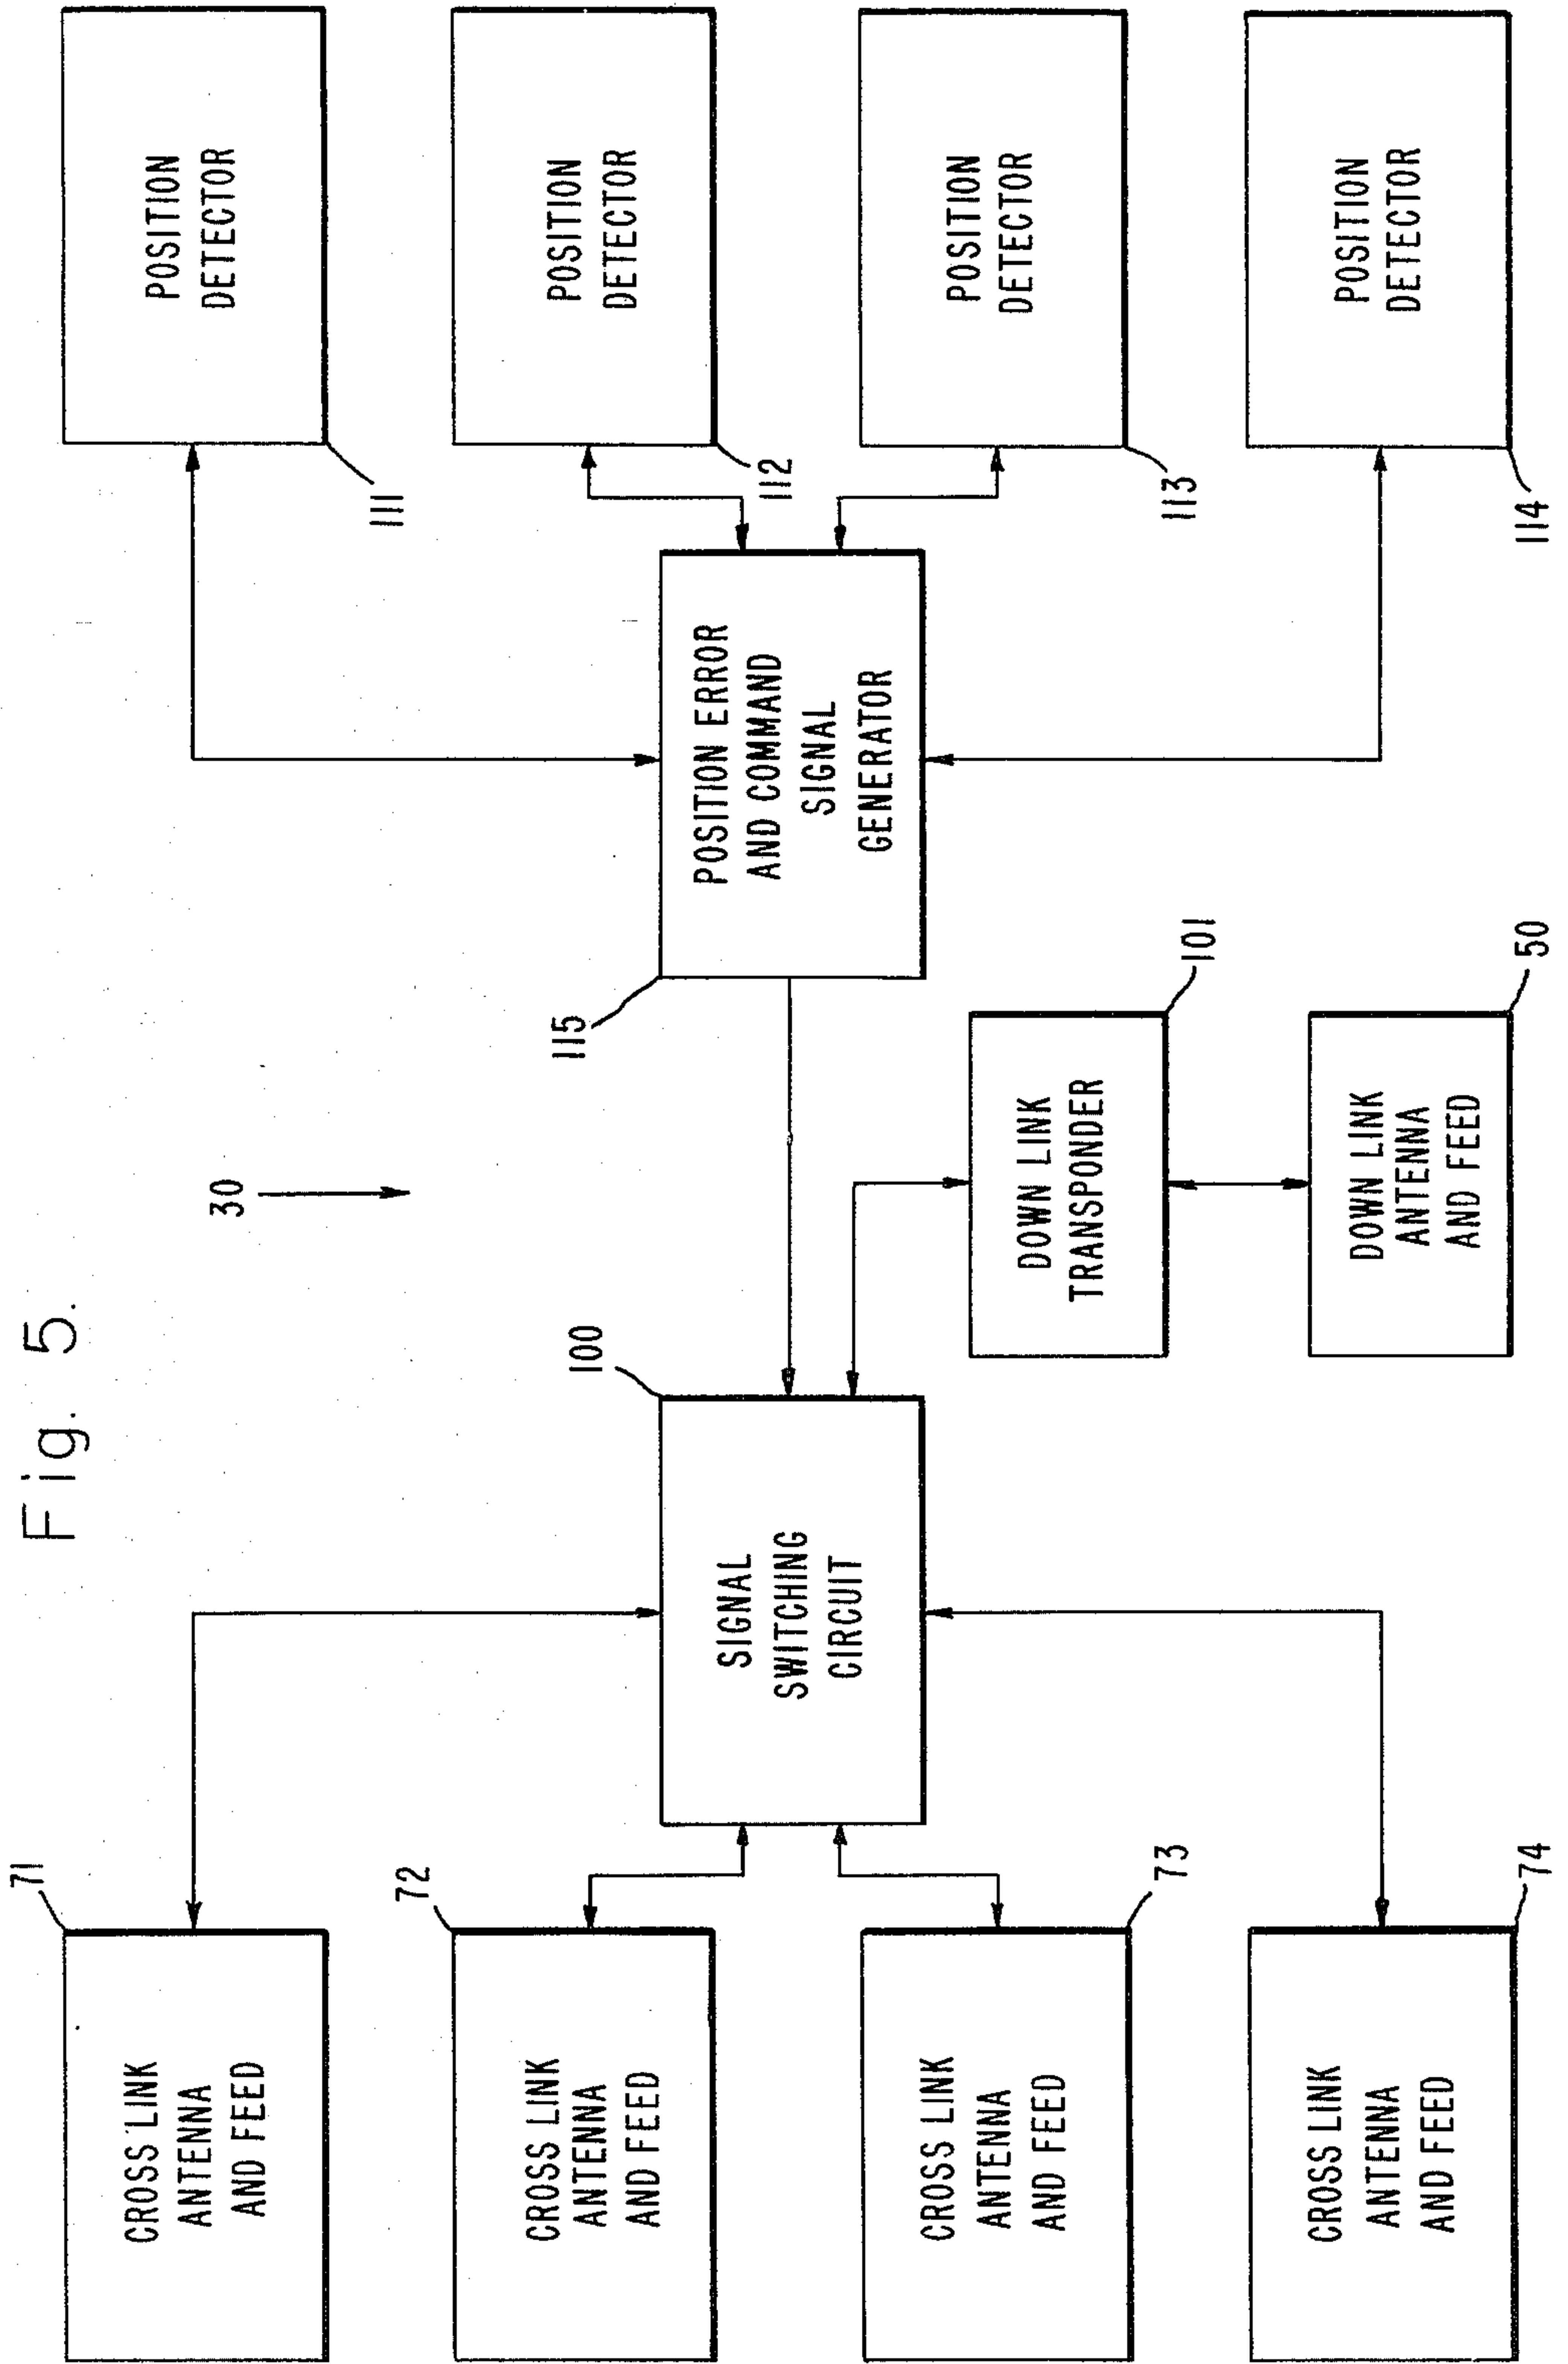 Fig. 5.
30
71
CROSS LINK
ANTENNA
AND FEED
72
CROSS LINK
ANTENNA
AND FEED
73
CROSS LINK
ANTENNA
AND FEED
74
CROSS LINK
ANTENNA
AND FEED
100
SIGNAL
SWITCHING
CIRCUIT
101
DOWN LINK
TRANSPONDER
50
DOWN LINK
ANTENNA
AND FEED
115
POSITION ERROR
AND COMMAND
SIGNAL
GENERATOR
POSITION
DETECTOR
111
POSITION
DETECTOR
112
POSITION
DETECTOR
113
POSITION
DETECTOR
114